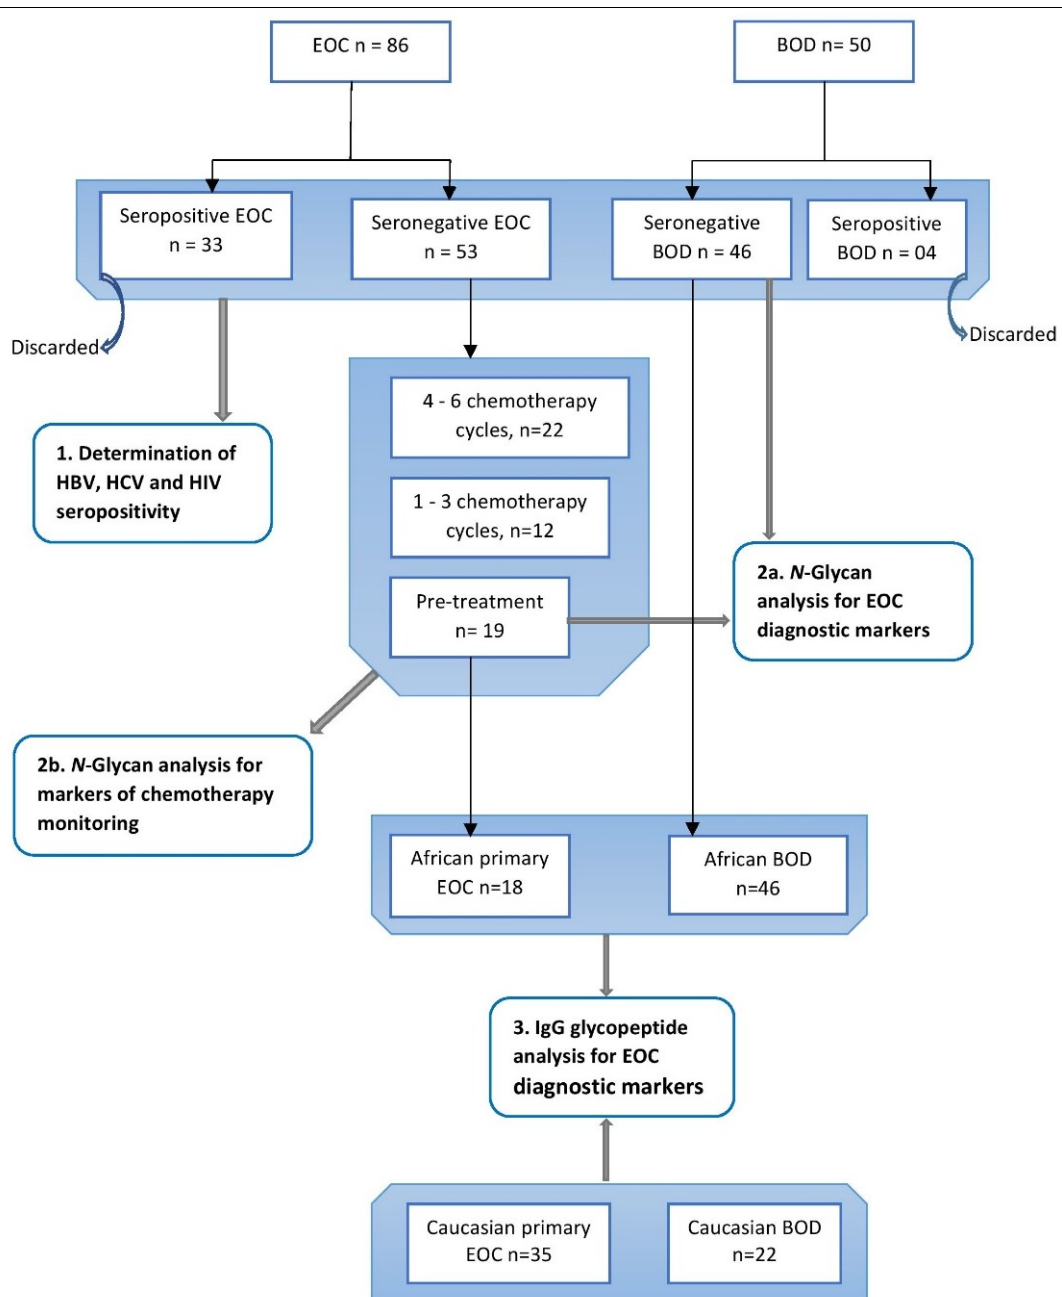 EOC n = 86
BOD n= 50
Seropositive EOC
n = 33
Seronegative EOC
n = 53
Seronegative
BOD n = 46
Seropositive
BOD n = 04
Discarded
Discarded
4 - 6 chemotherapy
cycles, n=22
1. Determination of
HBV, HCV and HIV
seropositivity
1 - 3 chemotherapy
cycles, n=12
Pre-treatment
n= 19
2a. N-Glycan
analysis for EOC
diagnostic markers
2b. N-Glycan analysis for
markers of chemotherapy
monitoring
African primary
EOC n=18
African BOD
n=46
3. IgG glycopeptide
analysis for EOC
diagnostic markers
Caucasian primary
EOC n=35
Caucasian BOD
n=22